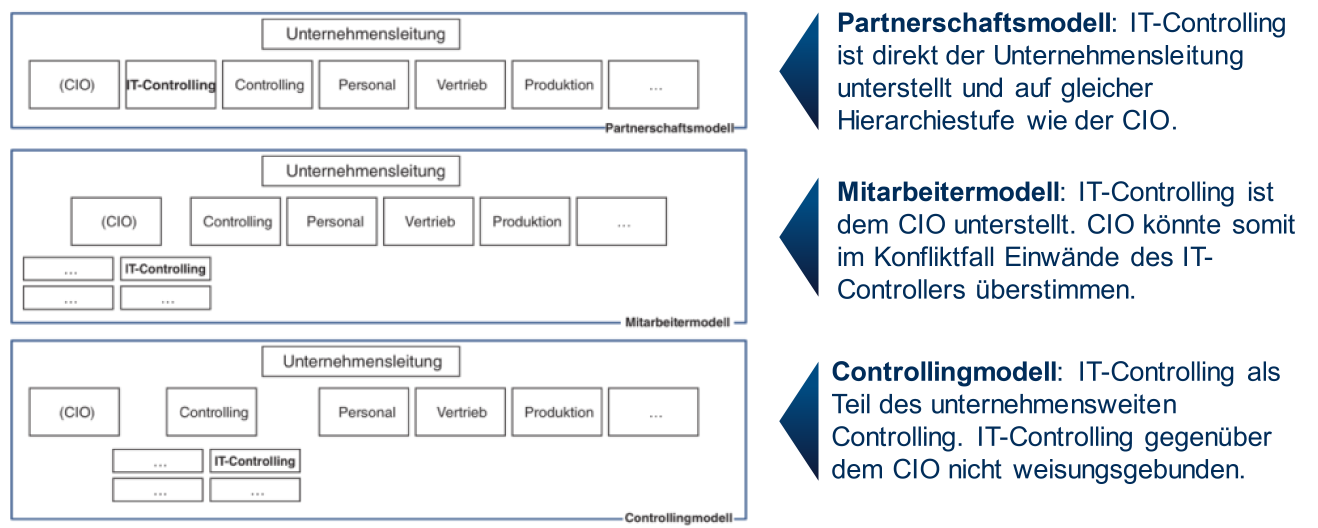 Unternehmensleitung
(CIO)
IT-Controlling
Controlling
Personal
Vertrieb
Produktion
...
Partnerschaftsmodell
Partnerschaftsmodell: IT-Controlling
ist direkt der Unternehmensleitung
unterstellt und auf gleicher
Hierarchiestufe wie der CIO.
Unternehmensleitung
(CIO)
Controlling
Personal
Vertrieb
Produktion
...
...
IT-Controlling
...
...
Mitarbeitermodell
Mitarbeitermodell: IT-Controlling ist
dem CIO unterstellt. CIO könnte somit
im Konfliktfall Einwände des IT-
Controllers überstimmen.
Unternehmensleitung
(CIO)
Controlling
Personal
Vertrieb
Produktion
...
...
IT-Controlling
...
...
Controllingmodell
Controllingmodell: IT-Controlling als
Teil des unternehmensweiten
Controlling. IT-Controlling gegenüber
dem CIO nicht weisungsgebunden.